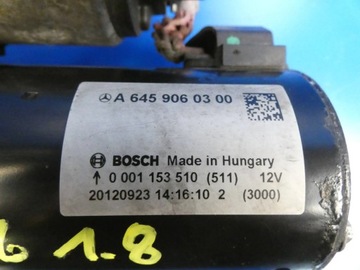 A 645 906 03 00
BOSCH Made in Hungary
↑ 0 001 153 510 (511) 12V
20120923 14:16:10 2 (3000)
6 1.8